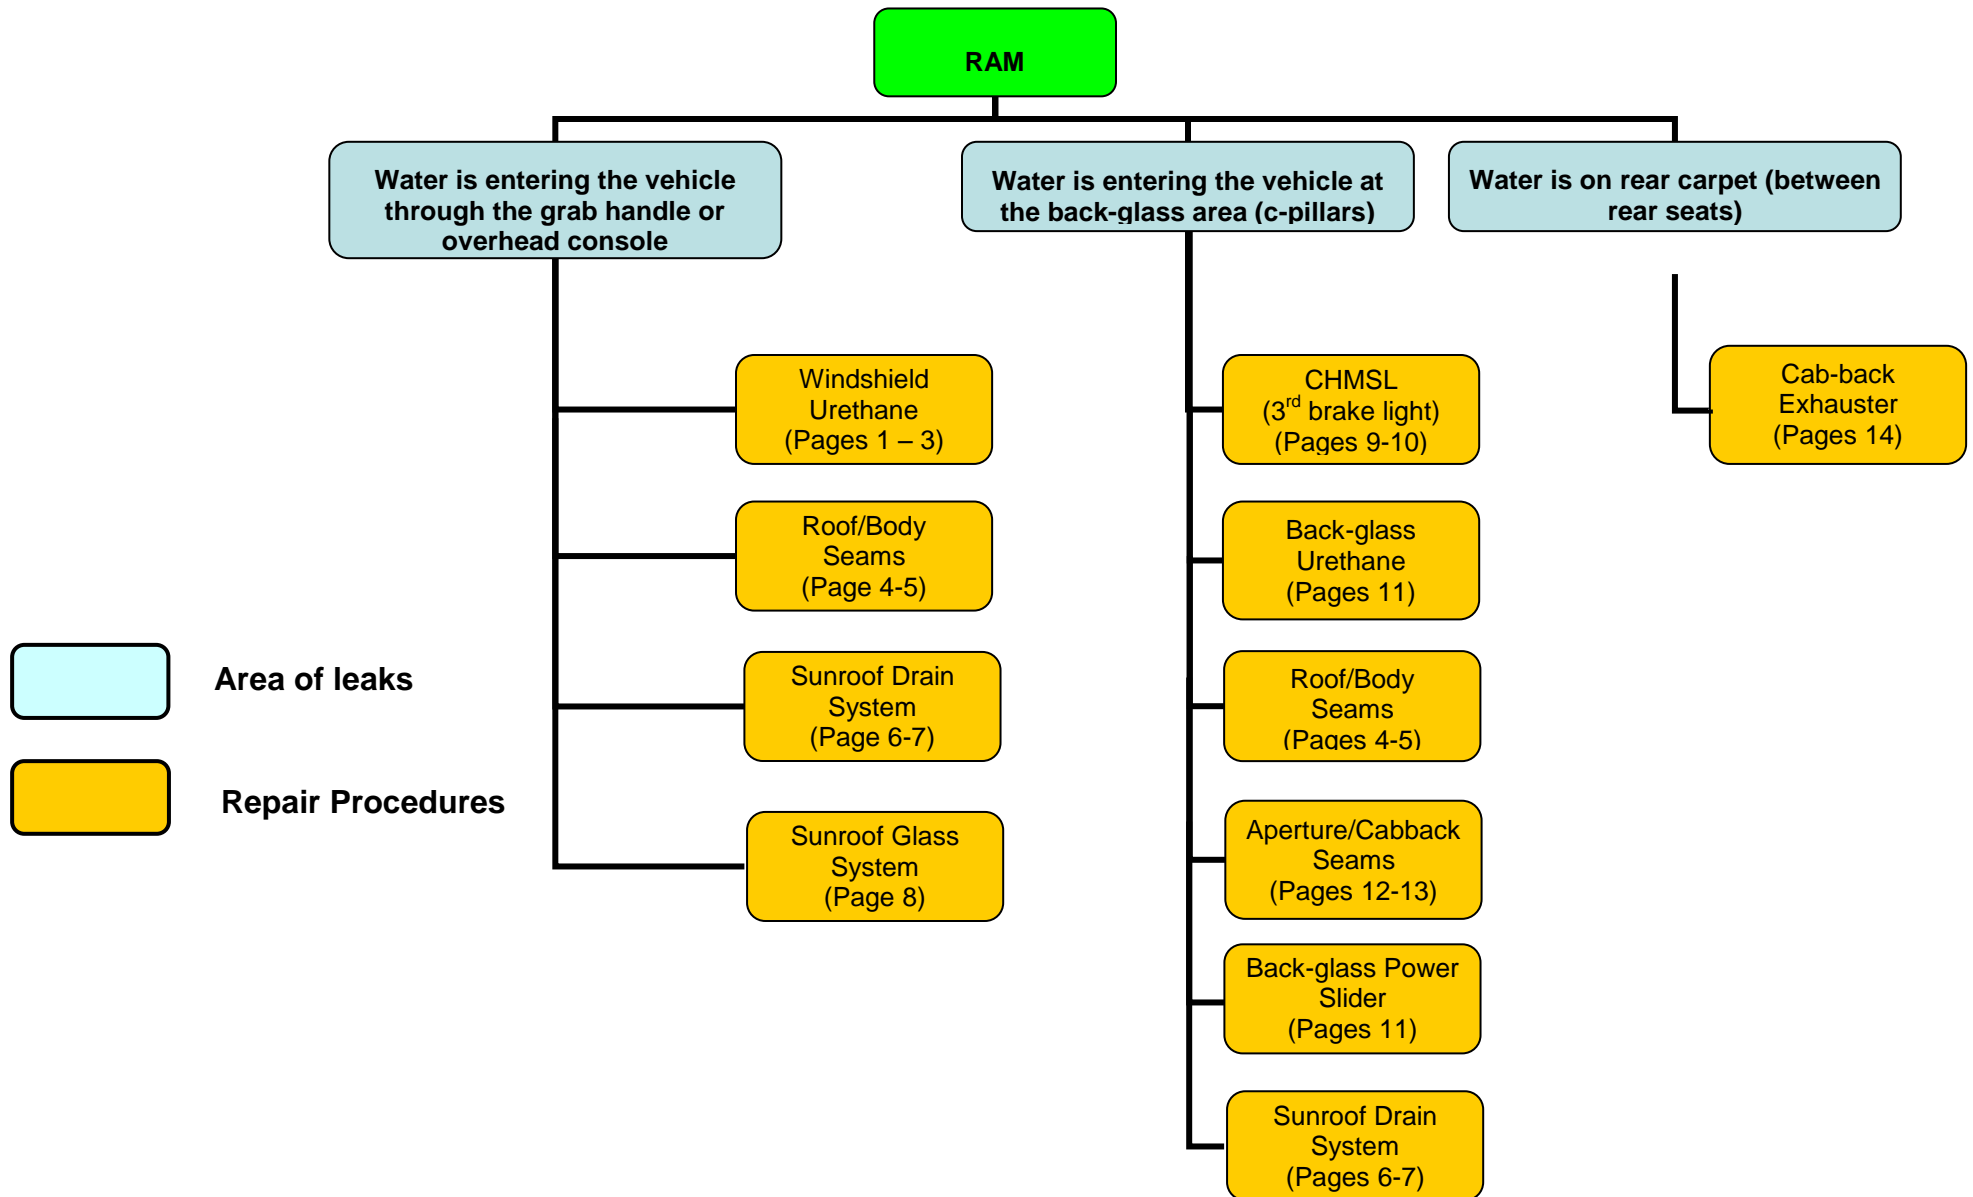 RAM
Water is entering the vehicle
through the grab handle or
overhead console
Water is entering the vehicle at
the back-glass area (c-pillars)
Water is on rear carpet (between
rear seats)
Windshield
Urethane
(Pages 1 – 3)
Roof/Body
Seams
(Page 4-5)
Sunroof Drain
System
(Page 6-7)
Sunroof Glass
System
(Page 8)
CHMSL
(3rd brake light)
(Pages 9-10)
Back-glass
Urethane
(Pages 11)
Roof/Body
Seams
(Pages 4-5)
Aperture/Cabback
Seams
(Pages 12-13)
Back-glass Power
Slider
(Pages 11)
Sunroof Drain
System
(Pages 6-7)
Cab-back
Exhauster
(Pages 14)
Area of leaks
Repair Procedures